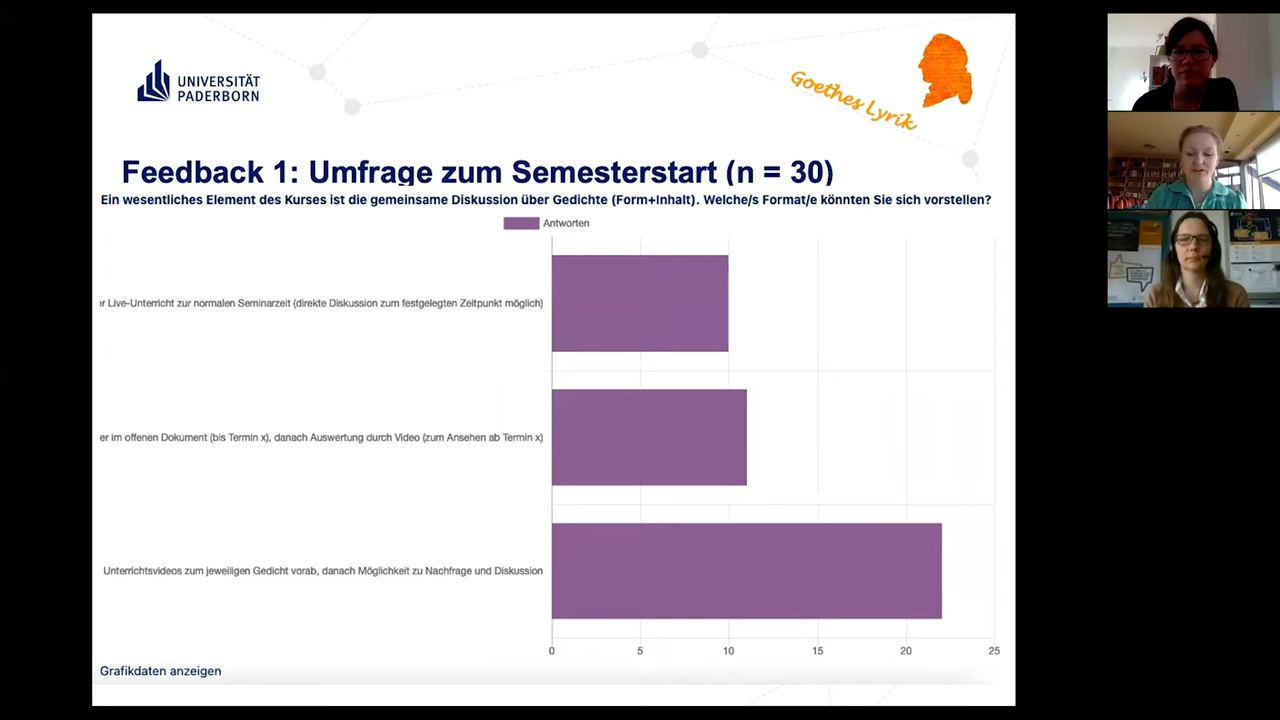 UNIVERSITÄT
PADERBORN
Goethes Lyrik
Feedback 1: Umfrage zum Semesterstart (n = 30)
Ein wesentliches Element des Kurses ist die gemeinsame Diskussion über Gedichte (Form+Inhalt). Welche/s Format/e könnten Sie sich vorstellen?
Antworten
er Live-Unterricht zur normalen Seminarzeit (direkte Diskussion zum festgelegten Zeitpunkt möglich)
er im offenen Dokument (bis Termin x), danach Auswertung durch Video (zum Ansehen ab Termin x)
Unterrichtsvideos zum jeweiligen Gedicht vorab, danach Möglichkeit zu Nachfrage und Diskussion
0 5 10 15 20 25
Grafikdaten anzeigen